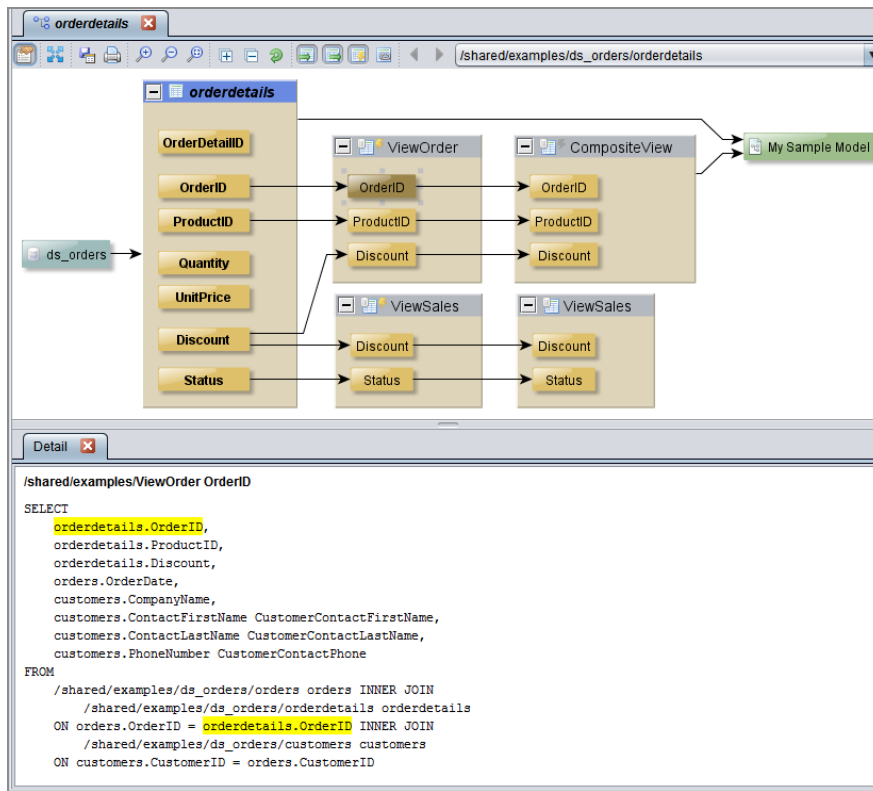 orderdetails
/shared/examples/ds_orders/orderdetails
orderdetails
OrderDetailID
OrderID
ProductID
Quantity
UnitPrice
Discount
Status
ds_orders
ViewOrder
OrderID
ProductID
Discount
CompositeView
OrderID
ProductID
Discount
My Sample Model
ViewSales
Discount
Status
ViewSales
Discount
Status
Detail
/shared/examples/ViewOrder OrderID
SELECT
orderdetails.OrderID,
orderdetails.ProductID,
orderdetails.Discount,
orders.OrderDate,
customers.CompanyName,
customers.ContactFirstName CustomerContactFirstName,
customers.ContactLastName CustomerContactLastName,
customers.PhoneNumber CustomerContactPhone
FROM
/shared/examples/ds_orders/orders orders INNER JOIN
/shared/examples/ds_orders/orderdetails orderdetails
ON orders.OrderID = orderdetails.OrderID INNER JOIN
/shared/examples/ds_orders/customers customers
ON customers.CustomerID = orders.CustomerID